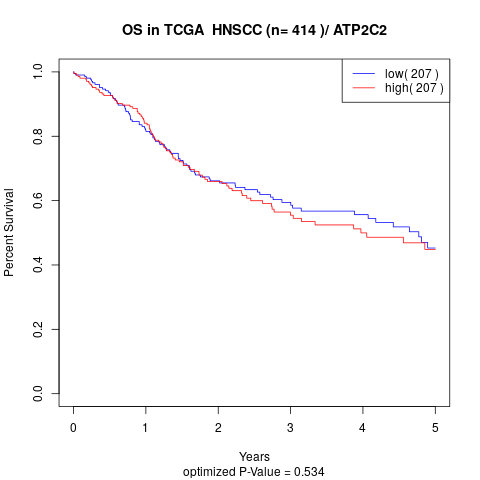 OS in TCGA  HNSCC (n= 414 )/ ATP2C2
low( 207 )
high( 207 )
Percent Survival
1.0
0.8
0.6
0.4
0.2
0.0
0 1 2 3 4 5
Years
optimized P-Value = 0.534